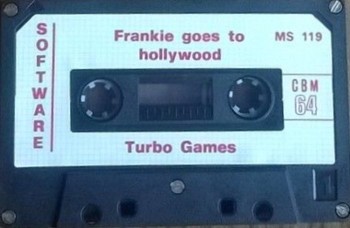 SOFTWARE
Frankie goes to
hollywood
MS 119
CBM
64
Turbo Games